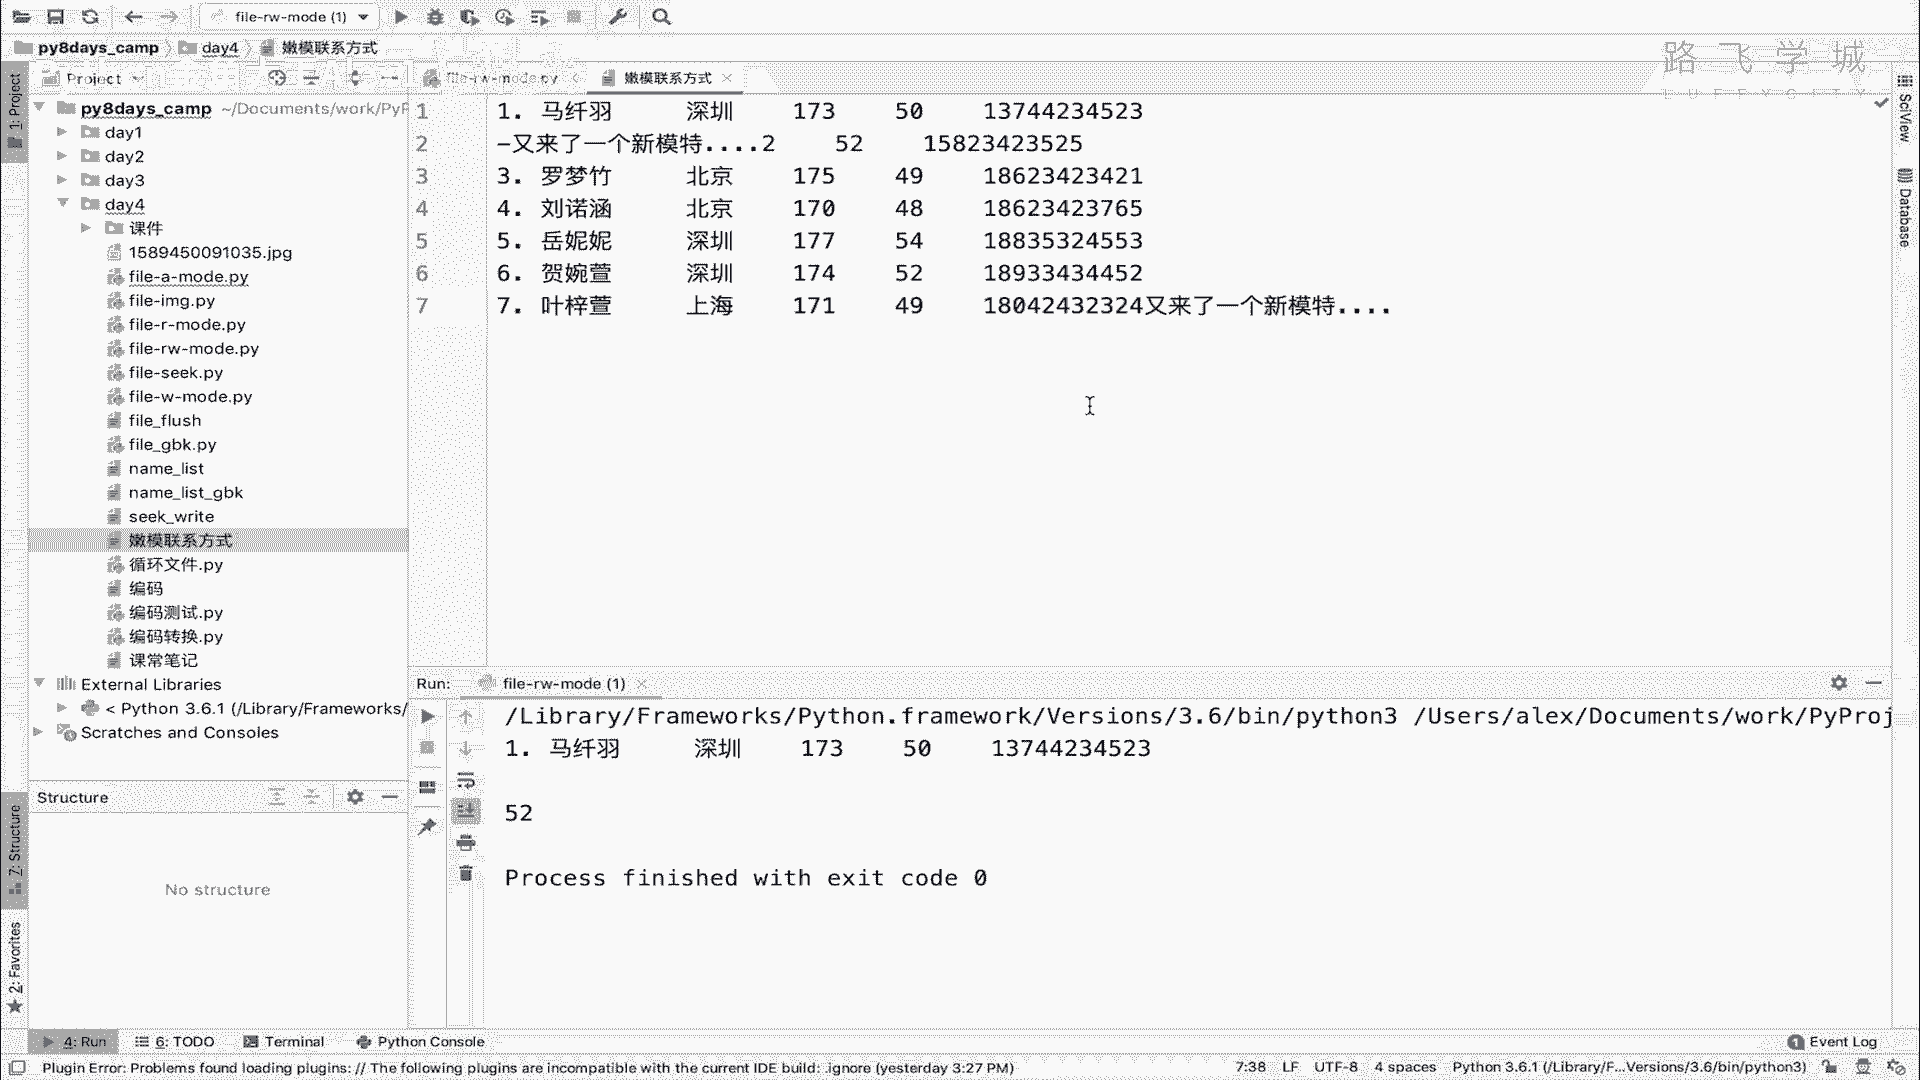 file-rw-mode (1)
py8days_camp day4 嫩模联系方式
路飞学城
LUFFYCITY
Project
file-rw-mode.py
嫩模联系方式
1: Project
py8days_camp ~/Documents/work/PyP
day1
day2
day3
day4
课件
1589450091035.jpg
file-a-mode.py
file-img.py
file-r-mode.py
file-rw-mode.py
file-seek.py
file-w-mode.py
file_flush
file_gbk.py
name_list
name_list_gbk
seek_write
嫩模联系方式
循环文件.py
编码
编码测试.py
编码转换.py
课常笔记
External Libraries
< Python 3.6.1 (/Library/Frameworks/
Scratches and Consoles
1 1. 马纤羽 深圳 173 50 13744234523
2 -又来了一个新模特....2 52 15823423525
3 3. 罗梦竹 北京 175 49 18623423421
4 4. 刘诺涵 北京 170 48 18623423765
5 5. 岳妮妮 深圳 177 54 18835324553
6 6. 贺婉萱 深圳 174 52 18933434452
7 7. 叶梓萱 上海 171 49 18042432324又来了一个新模特....
SciView
Database
Structure
No structure
7: Structure
2: Favorites
Run: file-rw-mode (1)
/Library/Frameworks/Python.framework/Versions/3.6/bin/python3 /Users/alex/Documents/work/PyProj
1. 马纤羽 深圳 173 50 13744234523
52
Process finished with exit code 0
4: Run 6: TODO Terminal Python Console
Event Log
Plugin Error: Problems found loading plugins: // The following plugins are incompatible with the current IDE build: .ignore (yesterday 3:27 PM)
7:38 LF UTF-8 4 spaces Python 3.6.1 (/Library/F...Versions/3.6/bin/python3)